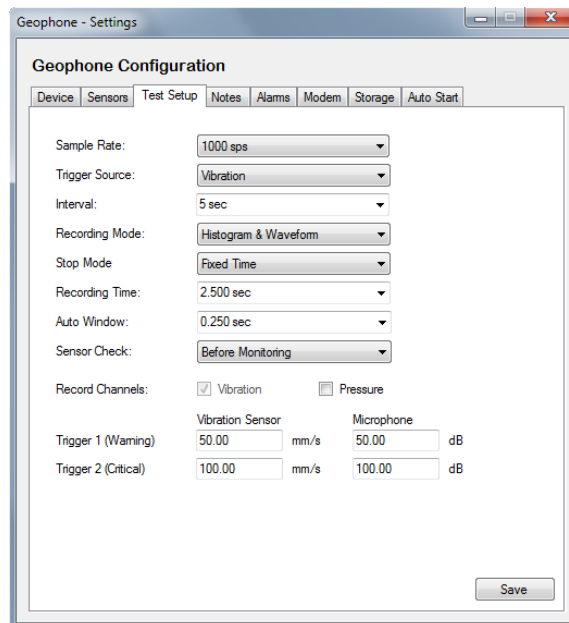 Geophone - Settings
Geophone Configuration
Device Sensors Test Setup Notes Alarms Modem Storage Auto Start
Sample Rate: 1000 sps
Trigger Source: Vibration
Interval: 5 sec
Recording Mode: Histogram & Waveform
Stop Mode Fixed Time
Recording Time: 2.500 sec
Auto Window: 0.250 sec
Sensor Check: Before Monitoring
Record Channels: Vibration Pressure
Vibration Sensor Microphone
Trigger 1 (Warning) 50.00 mm/s 50.00 dB
Trigger 2 (Critical) 100.00 mm/s 100.00 dB
Save